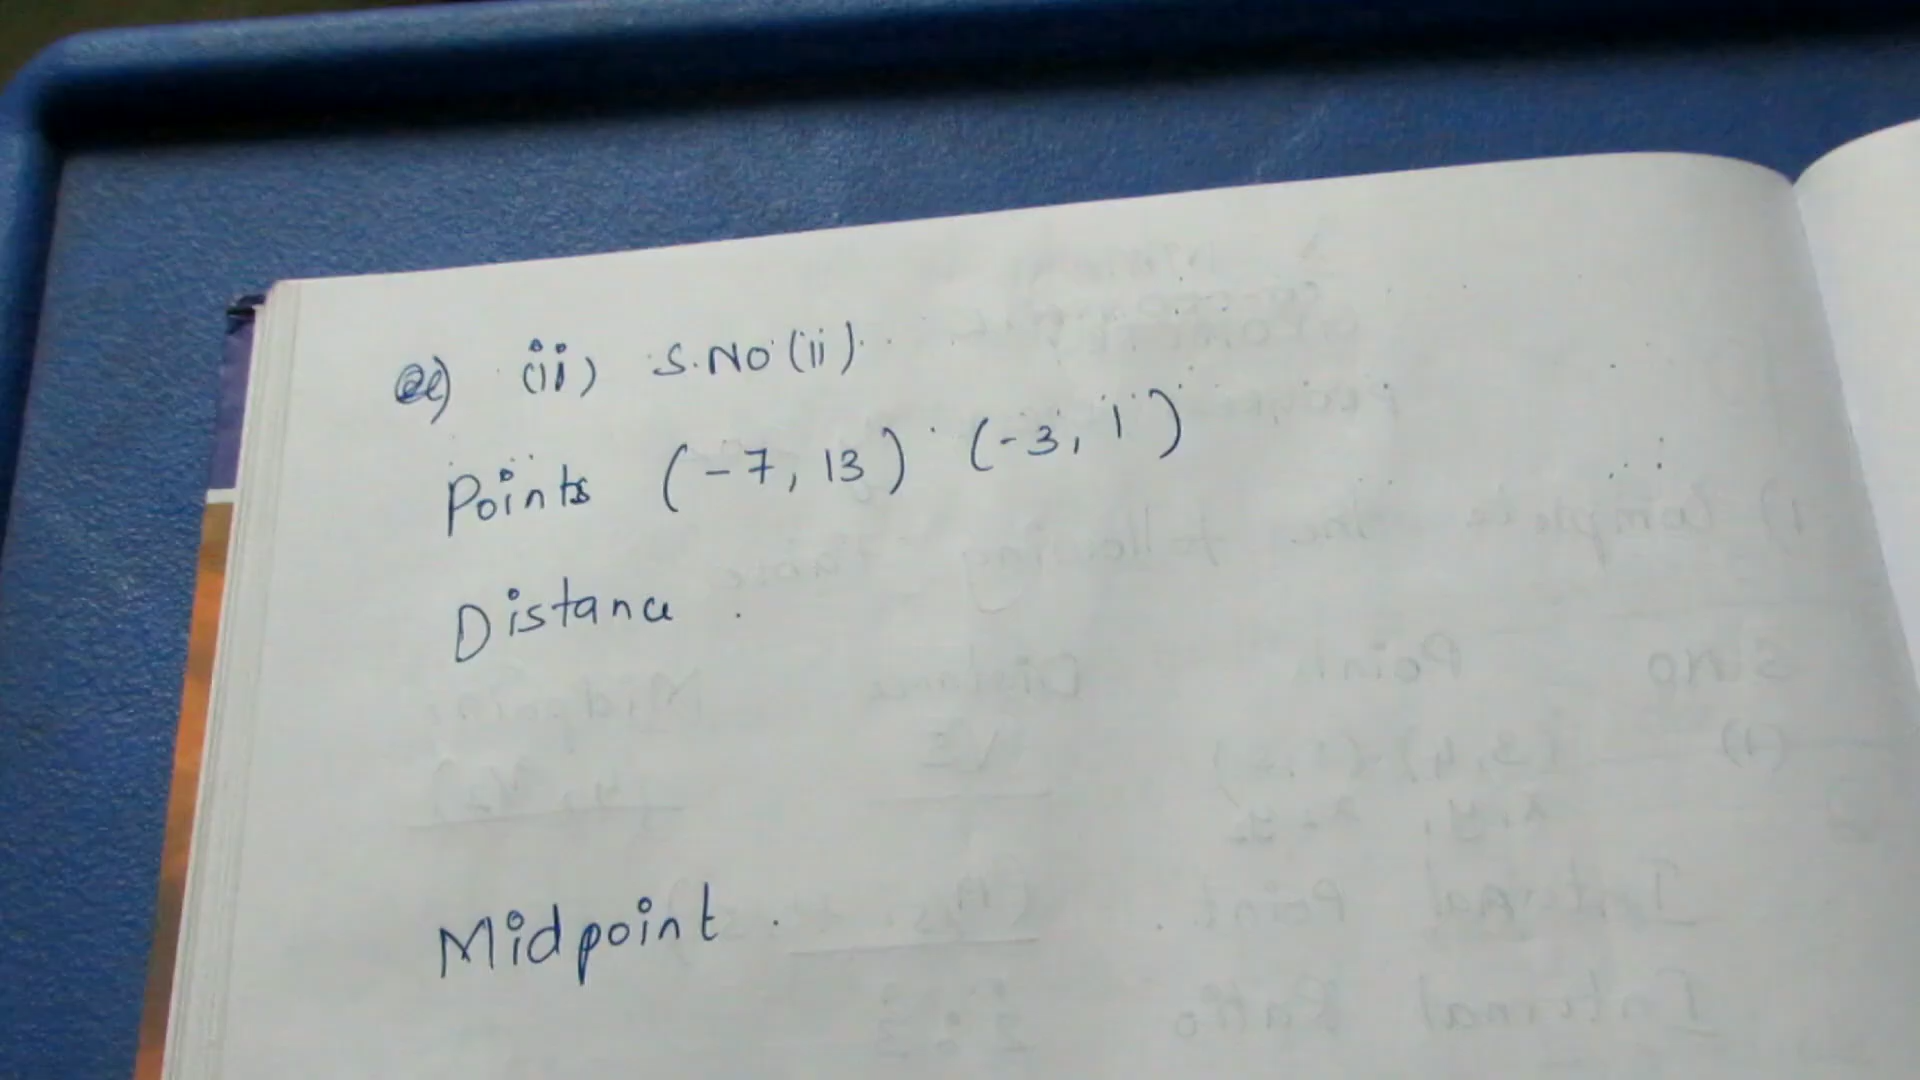 (ii) S.No (ii)
Points (-7, 13) (-3, 1)
Distance
Midpoint